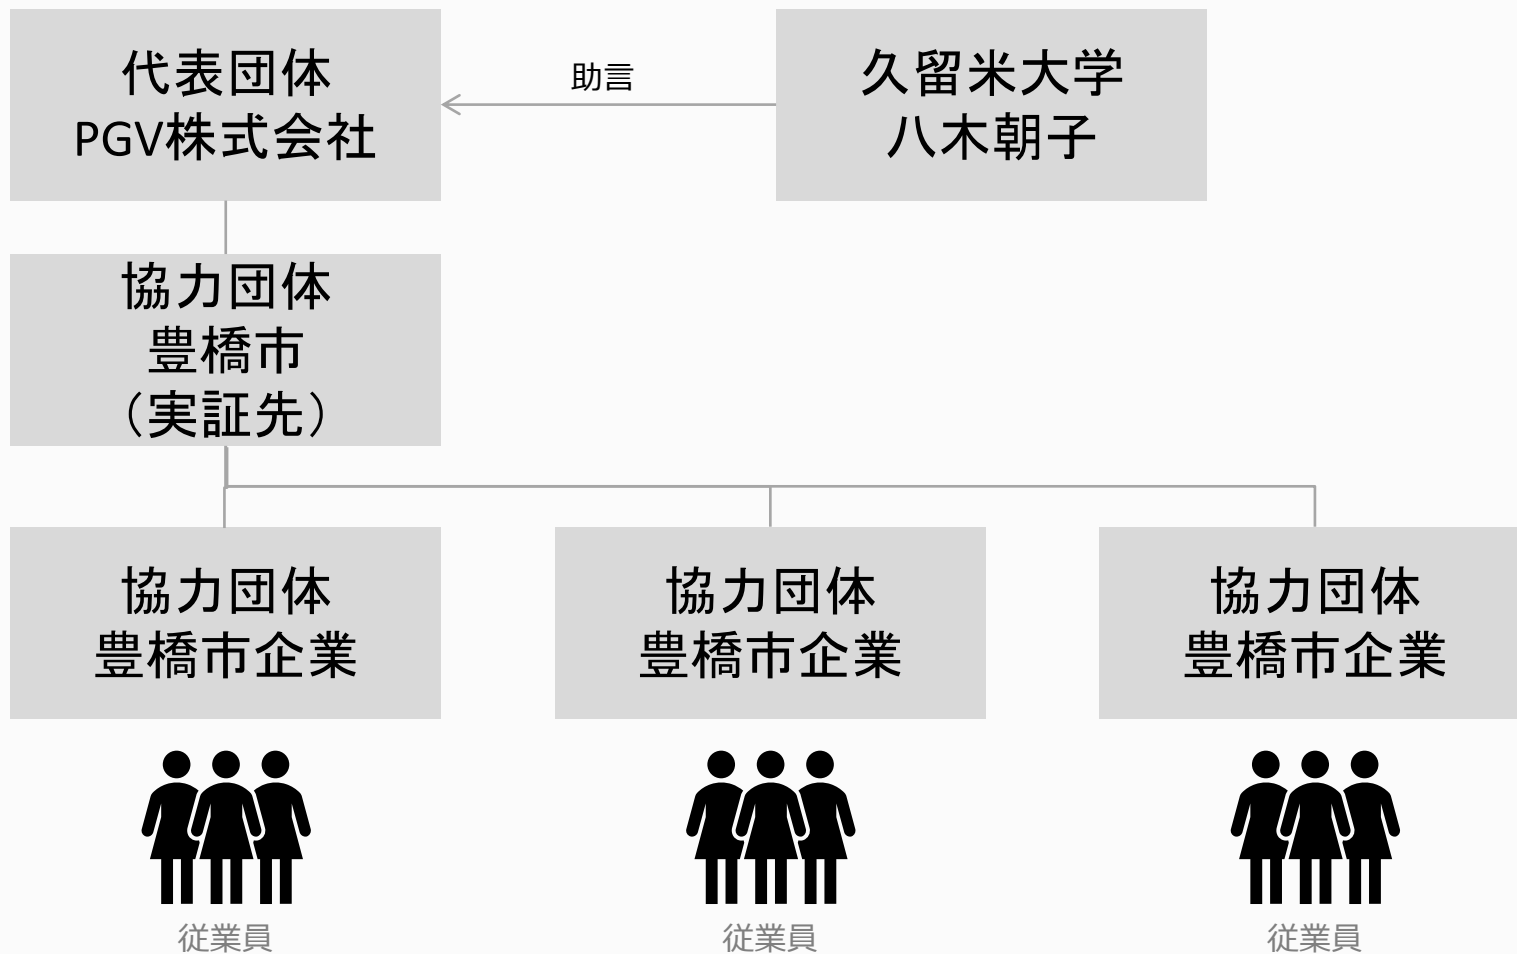 代表団体
PGV株式会社
助言
久留米大学
八木朝子
協力団体
豊橋市
（実証先）
協力団体
豊橋市企業
協力団体
豊橋市企業
協力団体
豊橋市企業
従業員
従業員
従業員